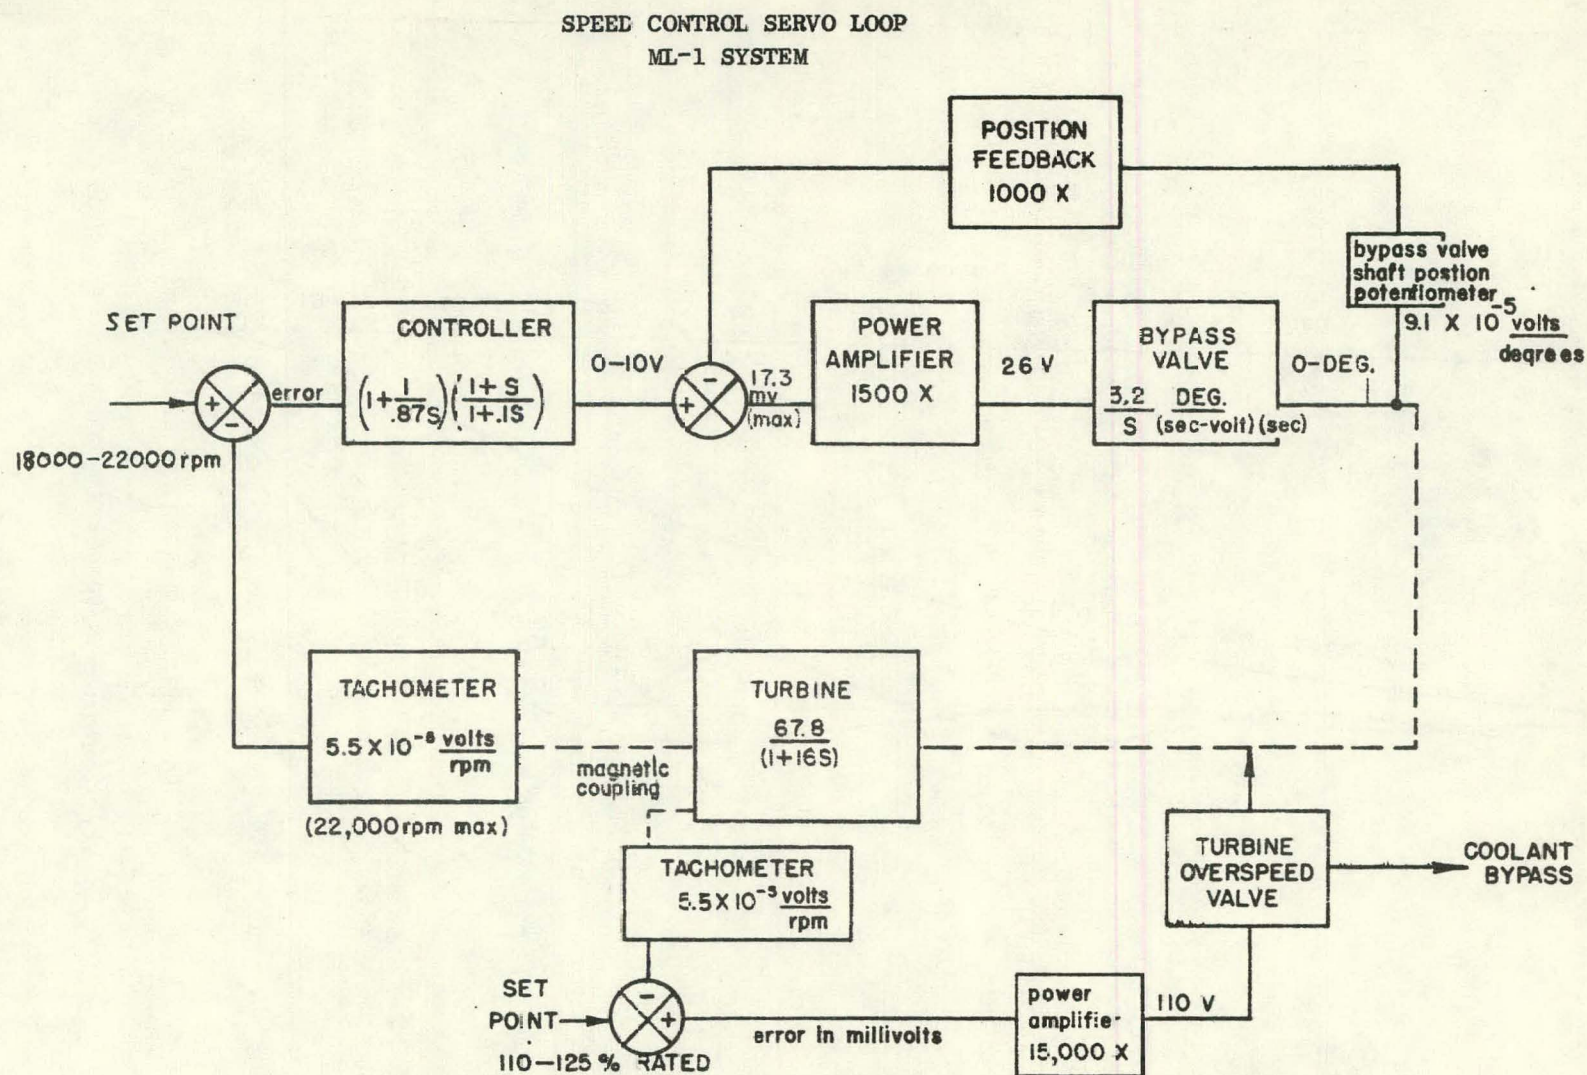 SPEED CONTROL SERVO LOOP
ML-1 SYSTEM
POSITION
FEEDBACK
1000 X
bypass valve
shaft postion
potentiometer
9.1 X 10⁻⁵ volts
degrees
SET POINT
+
-
18000-22000 rpm
error
CONTROLLER
(1+ 1/.87S)(1+S/1+.1S)
0-10V
-
+
17.3
mv
(max)
POWER
AMPLIFIER
1500 X
26 V
BYPASS
VALVE
3.2/S DEG./(sec-volt)(sec)
0-DEG.
TACHOMETER
5.5 X 10 volts
rpm
(22,000 rpm max)
magnetic
coupling
TURBINE
67.8
(1+16S)
TACHOMETER
5.5 X 10 volts
rpm
TURBINE
OVERSPEED
VALVE
COOLANT
BYPASS
SET
POINT
-
+
110-125 % RATED
error in millivolts
power
amplifier
15,000 X
110 V